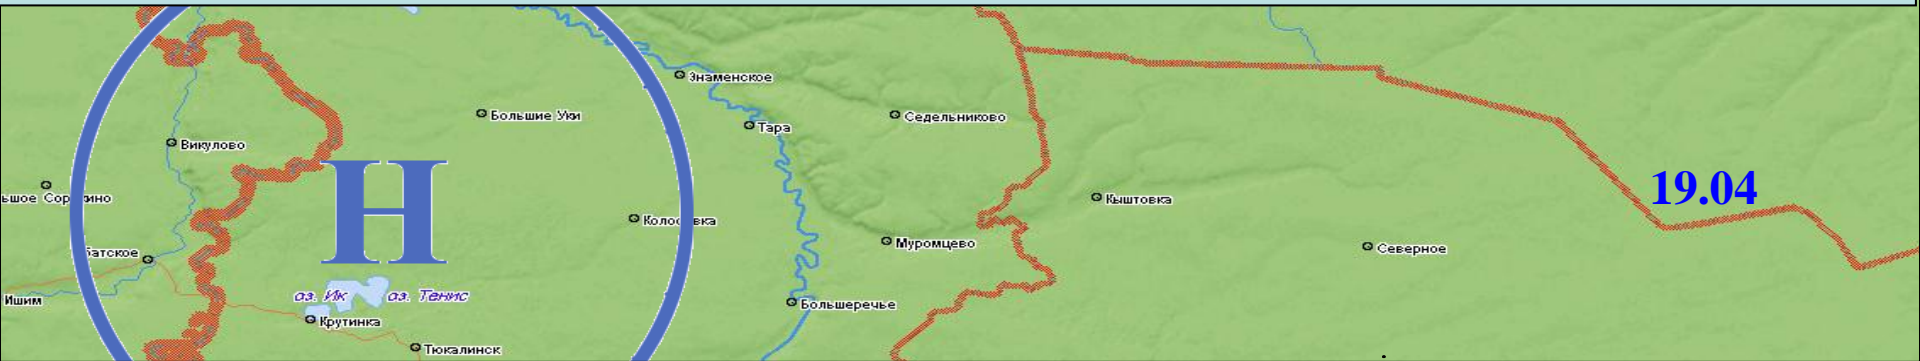 Знаменское
Большие Уки
Седельниково
Тара
Викулово
19.04
Н
Кыштовка
Колосовка
Муромцево
Северное
оз. Ик
оз. Тенис
Ишим
Большеречье
Крутинка
Тюкалинск